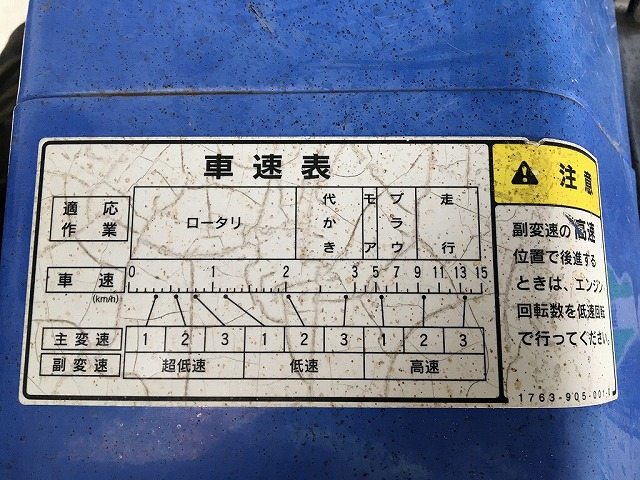 車速表
適応作業 ロータリ 代かき モア プラウ 走行
車速 (km/h) 0 1 2 3 5 7 9 11 13 15
主変速 1 2 3 1 2 3 1 2 3
副変速 超低速 低速 高速
注意
副変速の高速
位置で後進する
ときは、エンジン
回転数を低速回転
で行ってください。
1763-905-001-